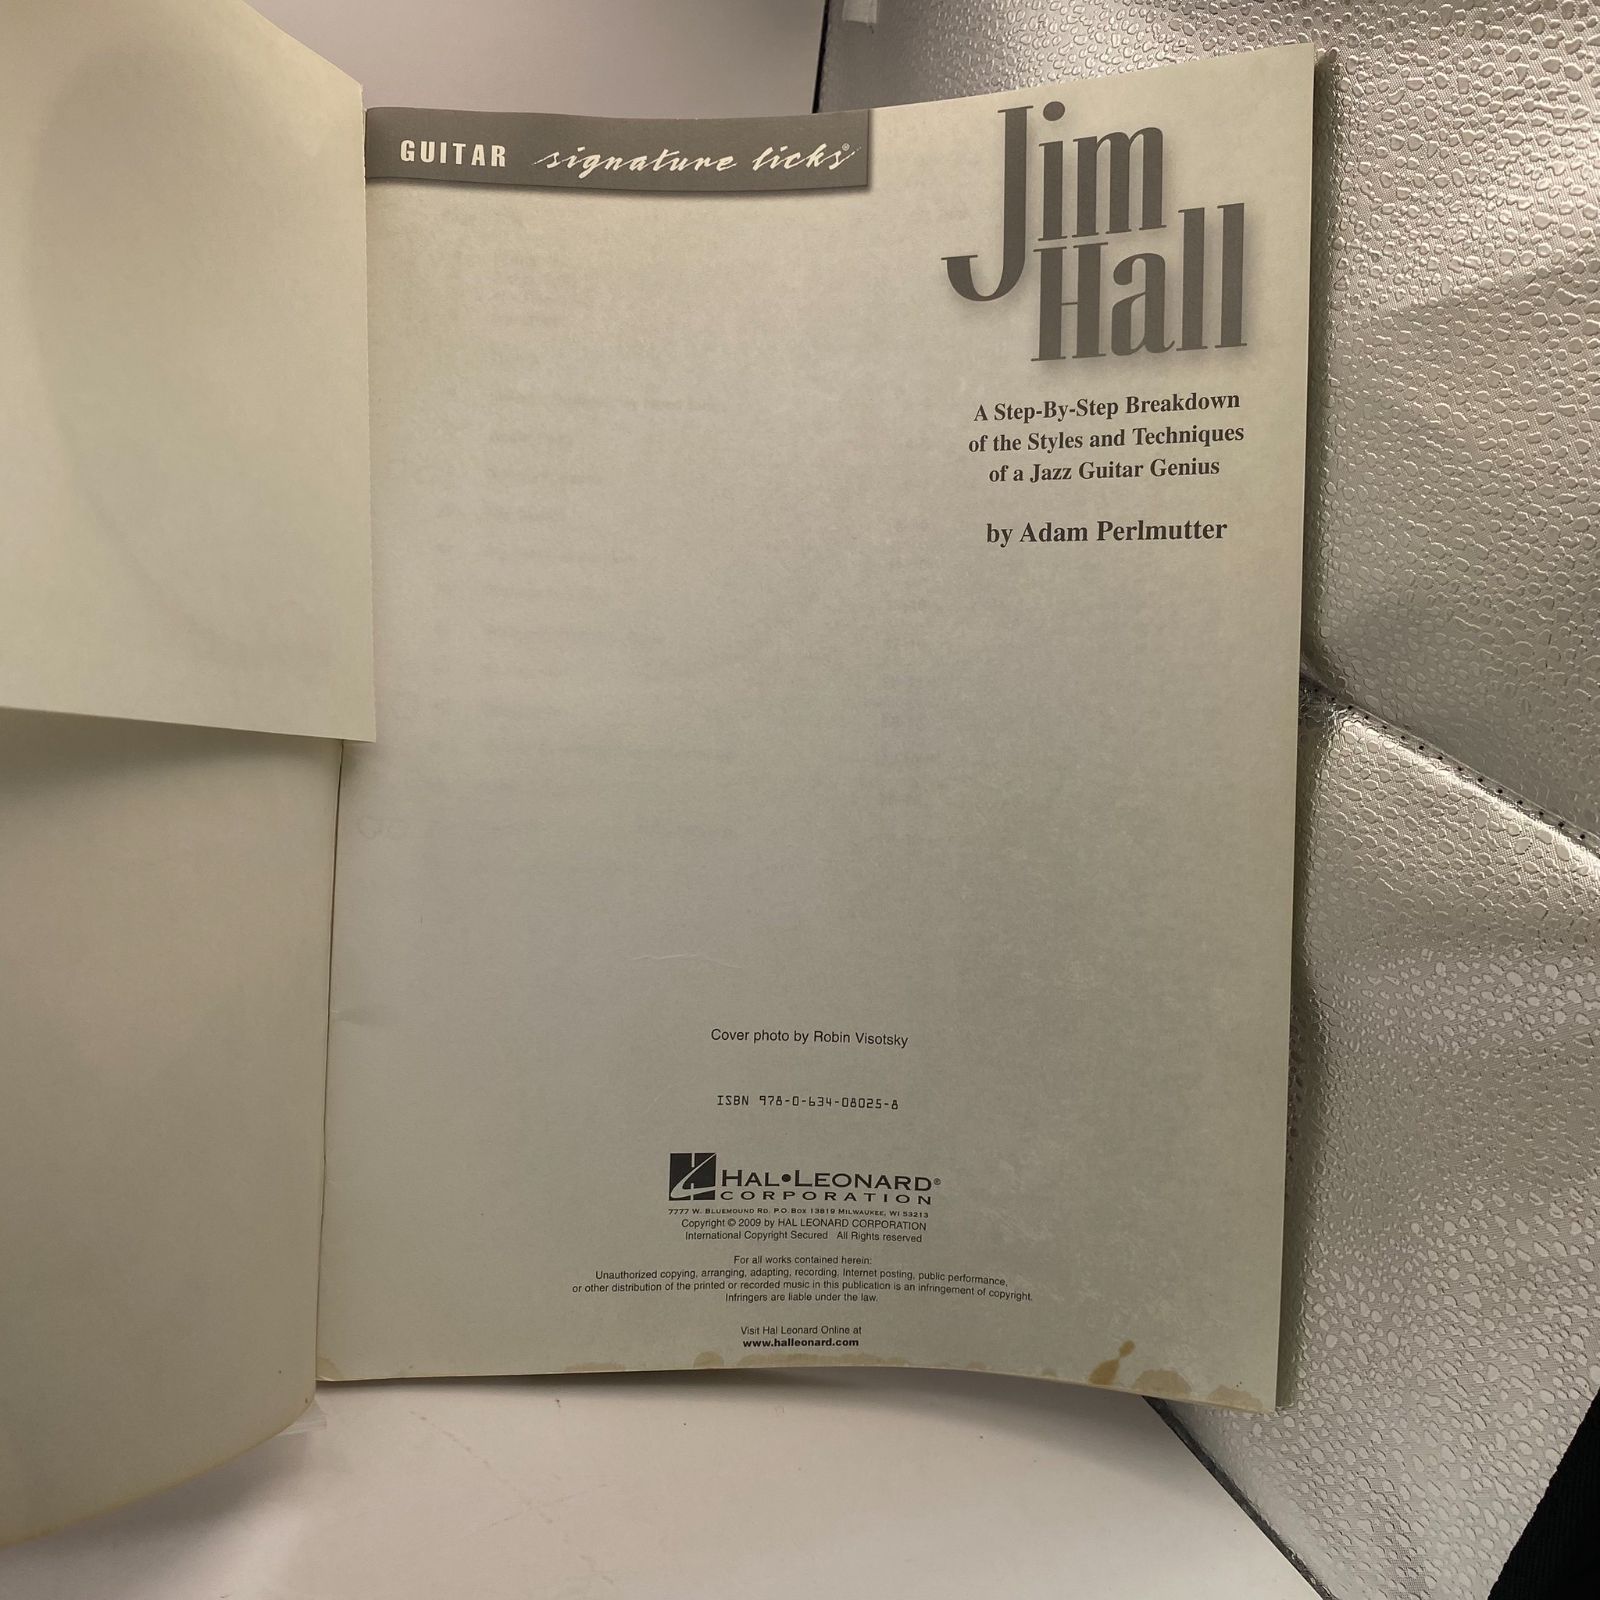 GUITAR signature licks®
Jim
Hall
A Step-By-Step Breakdown
of the Styles and Techniques
of a Jazz Guitar Genius
by Adam Perlmutter
Cover photo by Robin Visotsky
ISBN 978-0-634-08025-8
HAL•LEONARD®
CORPORATION
7777 W. BLUEMOUND RD. P.O. BOX 13819 MILWAUKEE, WI 53213
Copyright © 2009 by HAL LEONARD CORPORATION
International Copyright Secured All Rights reserved
For all works contained herein:
Unauthorized copying, arranging, adapting, recording, Internet posting, public performance,
or other distribution of the printed or recorded music in this publication is an infringement of copyright.
Infringers are liable under the law.
Visit Hal Leonard Online at
www.halleonard.com